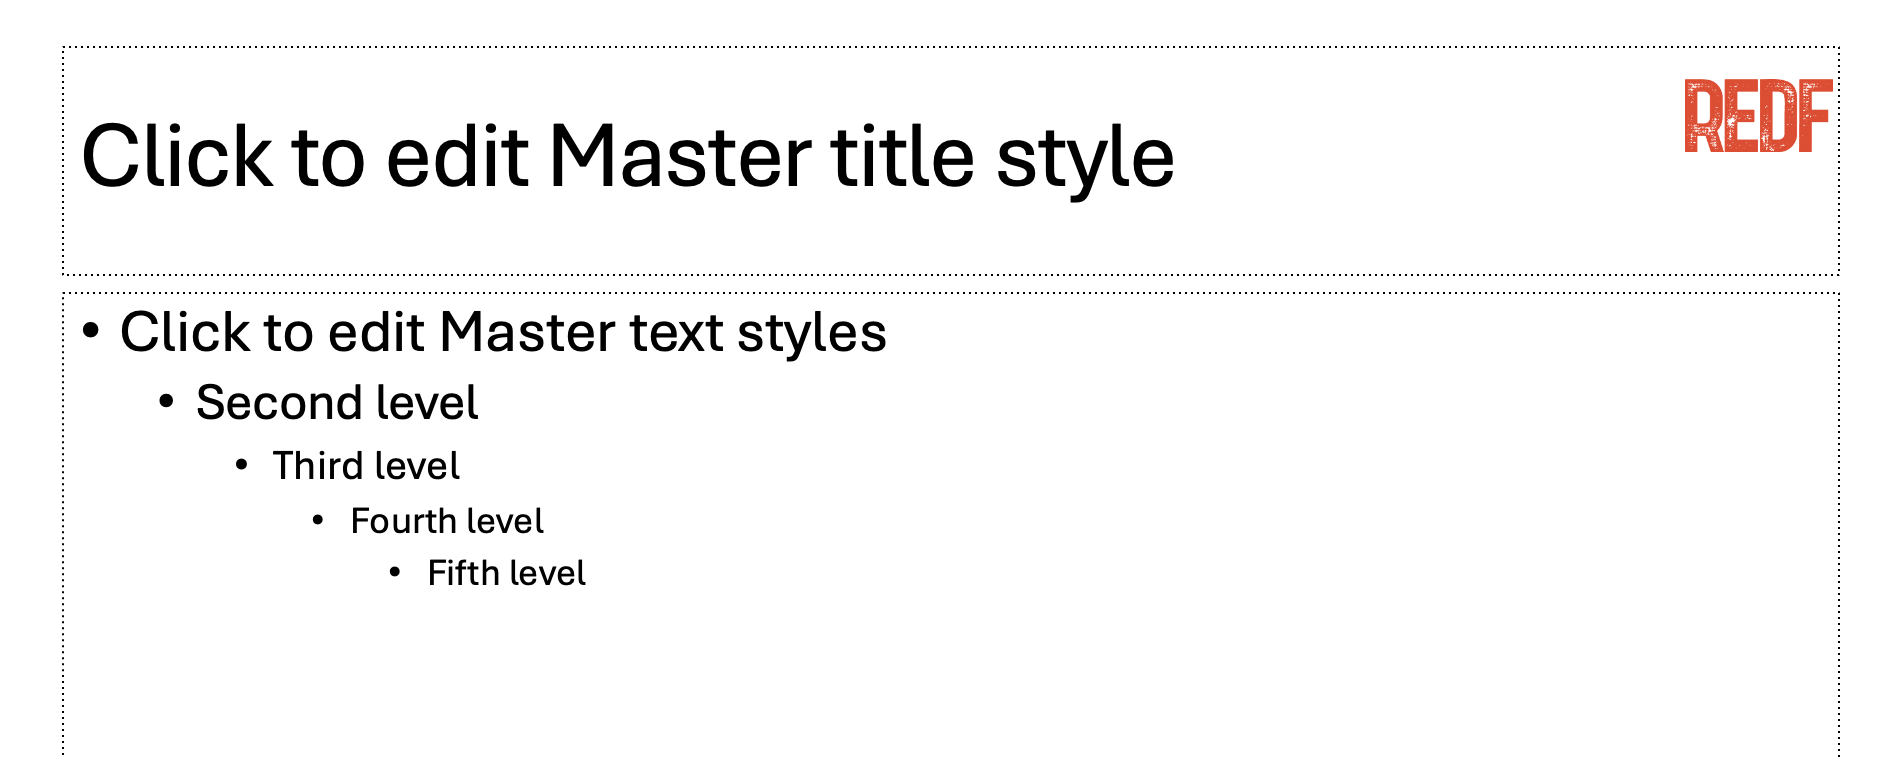 REDF
Click to edit Master title style
• Click to edit Master text styles
• Second level
• Third level
• Fourth level
• Fifth level